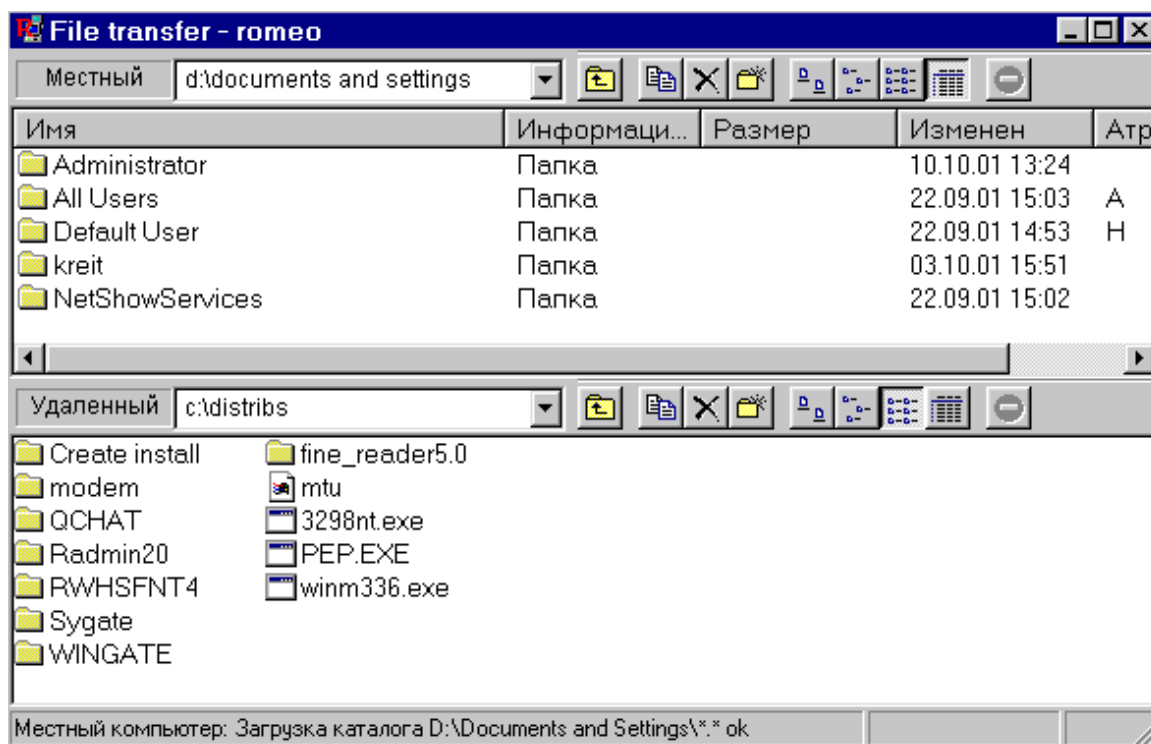 File transfer - romeo
Местный d:\documents and settings
Имя Информаци... Размер Изменен Атр
Administrator Папка 10.10.01 13:24
All Users Папка 22.09.01 15:03 A
Default User Папка 22.09.01 14:53 H
kreit Папка 03.10.01 15:51
NetShowServices Папка 22.09.01 15:02
Удаленный c:\distribs
Create install fine_reader5.0
modem mtu
QCHAT 3298nt.exe
Radmin20 PEP.EXE
RWHSFNT4 winm336.exe
Sygate
WINGATE
Местный компьютер: Загрузка каталога D:\Documents and Settings\*.* ok